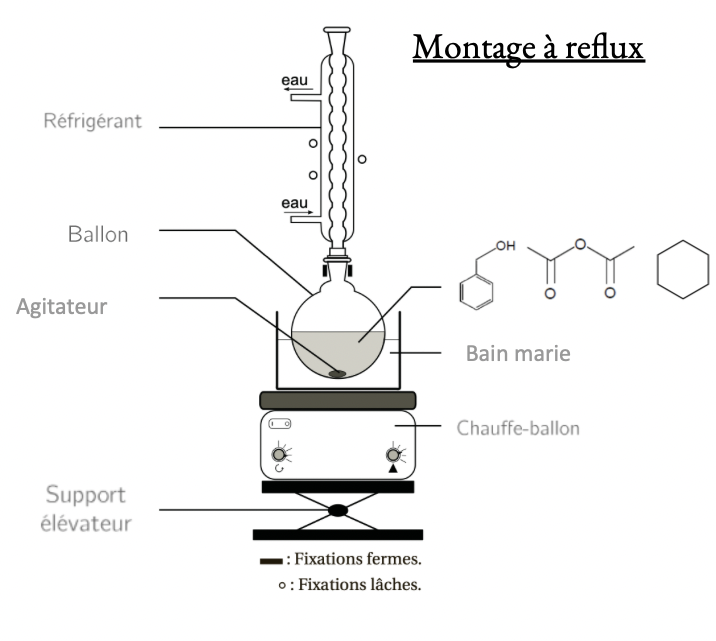 Montage à reflux
eau
Réfrigérant
eau
Ballon
OH
O
O
O
Agitateur
Bain marie
Chauffe-ballon
Support
élévateur
: Fixations fermes.
: Fixations lâches.